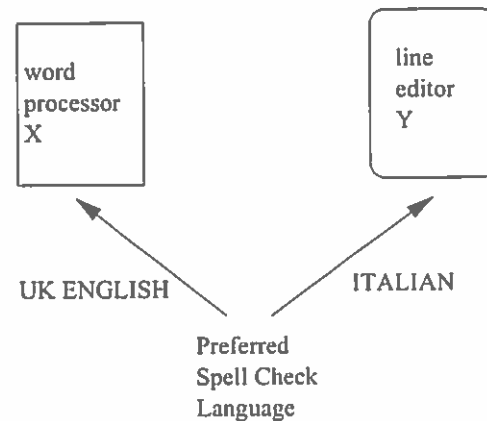 word
processor
X
line
editor
Y
UK ENGLISH
ITALIAN
Preferred
Spell Check
Language